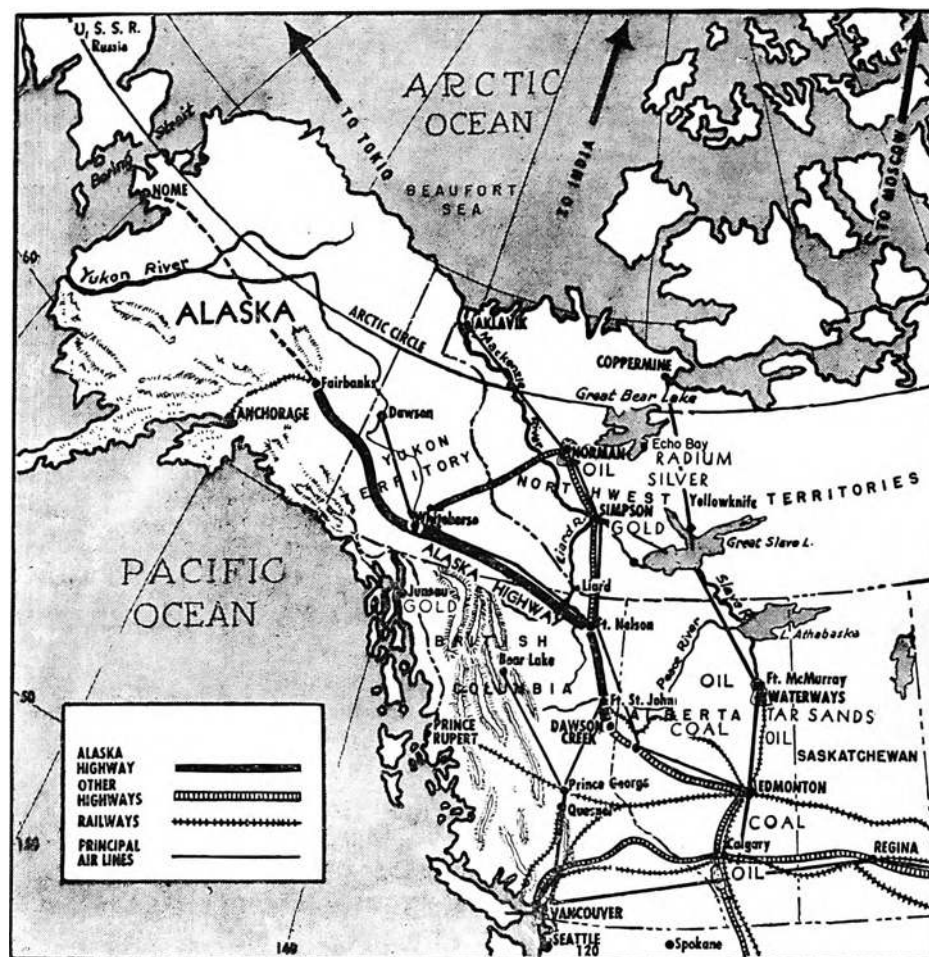 U.S.S.R.
Russia
ARCTIC
OCEAN
TO TOKIO
TO INDIA
TO MOSCOW
BEAUFORT
SEA
Bering Strait
NOME
60
Yukon River
ALASKA
ARCTIC CIRCLE
AKLAVIK
Mackenzie
COPPERMINE
Great Bear Lake
Fairbanks
ANCHORAGE
Dawson
YUKON
TERRITORY
NORMAN
OIL
Echo Bay
RADIUM
SILVER
NORTHWEST TERRITORIES
Yellowknife
Whitehorse
SIMPSON
GOLD
Liard R.
Great Slave L.
PACIFIC
OCEAN
ALASKA HIGHWAY
Juneau
GOLD
Liard
Slave R.
Ft. Nelson
L. Athabaska
BRITISH
COLUMBIA
Bear Lake
Peace River
50
OIL
Ft. McMurray
WATERWAYS
TAR SANDS
OIL
Ft. St. John
ALBERTA
COAL
PRINCE
RUPERT
DAWSON
CREEK
SASKATCHEWAN
ALASKA
HIGHWAY
OTHER
HIGHWAYS
RAILWAYS
PRINCIPAL
AIR LINES
Prince George
Quesnel
EDMONTON
COAL
Calgary
REGINA
OIL
VANCOUVER
SEATTLE
Spokane
140
120